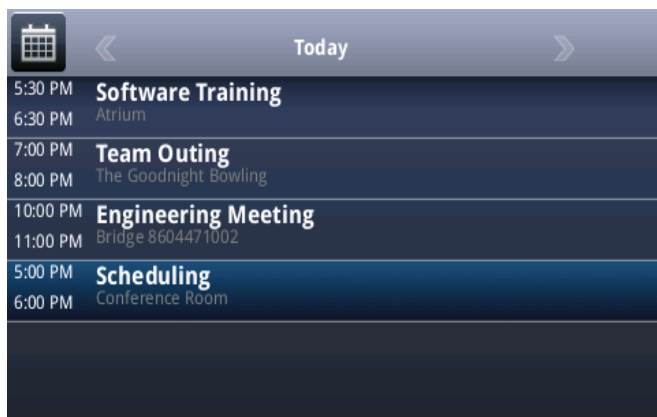 Today
5:30 PM
Software Training
6:30 PM
Atrium
7:00 PM
Team Outing
8:00 PM
The Goodnight Bowling
10:00 PM
Engineering Meeting
11:00 PM
Bridge 8604471002
5:00 PM
Scheduling
6:00 PM
Conference Room